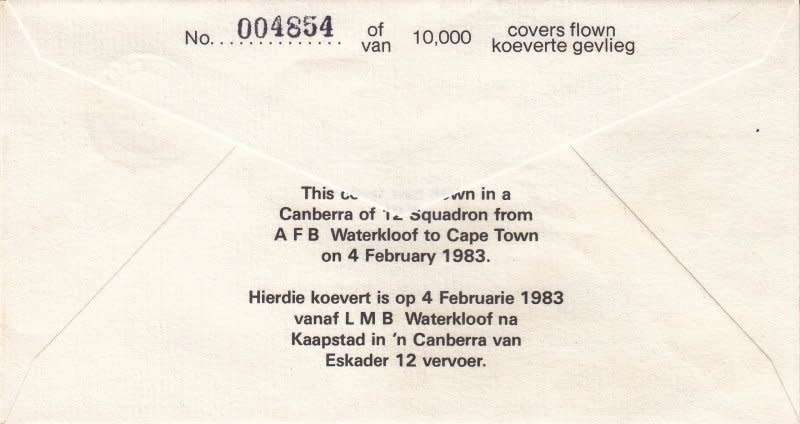 No. 004854 of van 10,000 covers flown koeverte gevlieg
This in a
Canberra of 12 Squadron from
A F B Waterkloof to Cape Town
on 4 February 1983.
Hierdie koevert is op 4 Februarie 1983
vanaf L M B Waterkloof na
Kaapstad in 'n Canberra van
Eskader 12 vervoer.